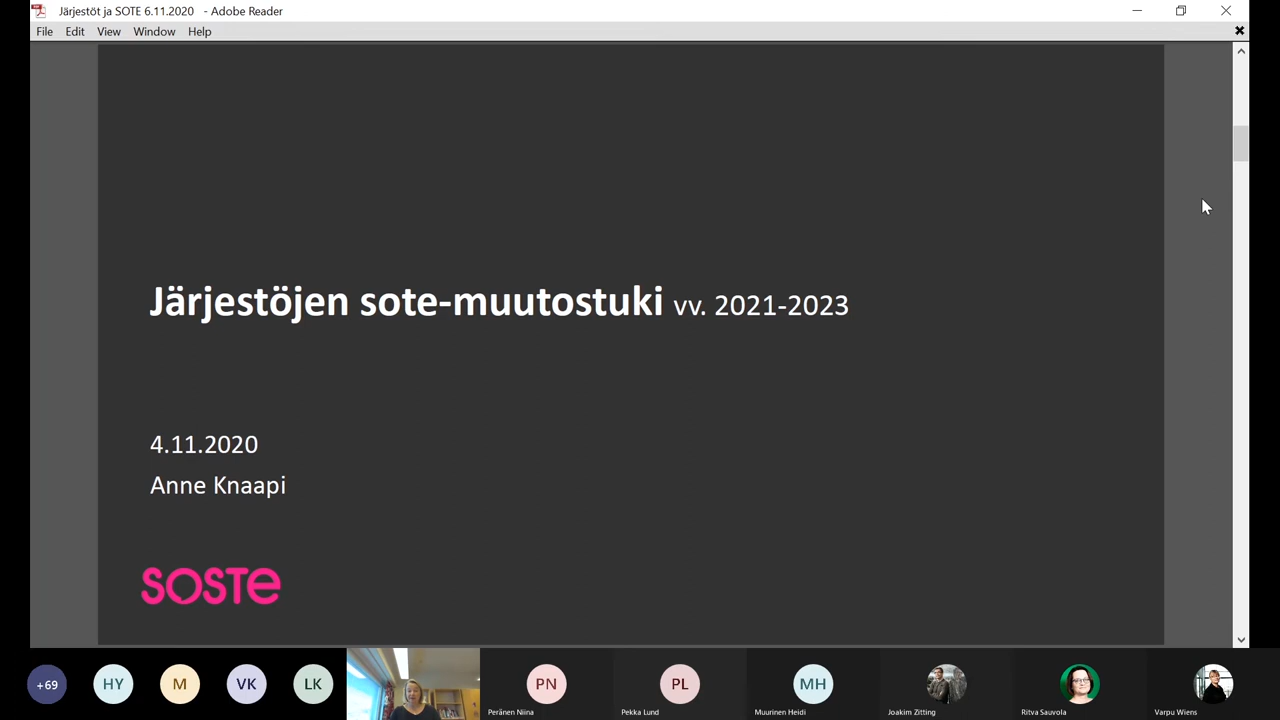 Järjestöt ja SOTE 6.11.2020 - Adobe Reader
File Edit View Window Help
Järjestöjen sote-muutostuki vv. 2021-2023
4.11.2020
Anne Knaapi
SOSTE
+69 HY M VK LK PN PL MH
Peränen Niina Pekka Lund Muurinen Heidi Joakim Zitting Ritva Sauvola Varpu Wiens